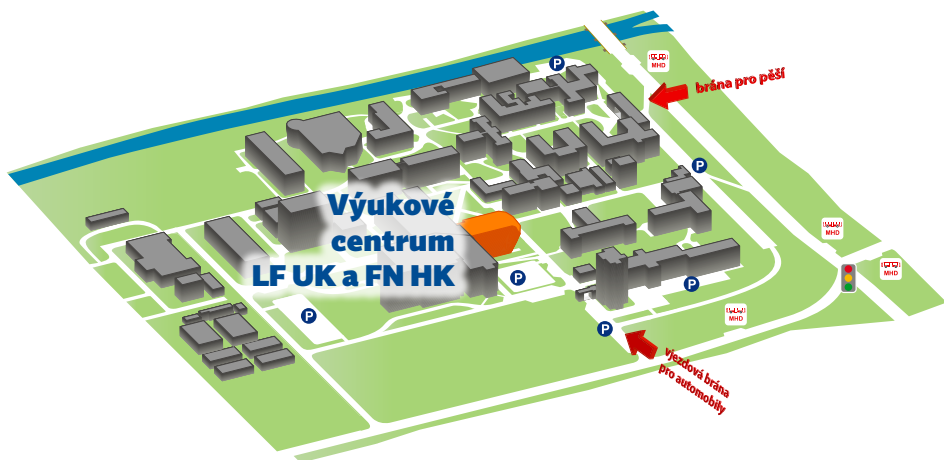 P
MHD
brána pro pěší
P
Výukové
centrum
LF UK a FN HK
MHD
MHD
P
P
P
MHD
P
vjezdová brána
pro automobily